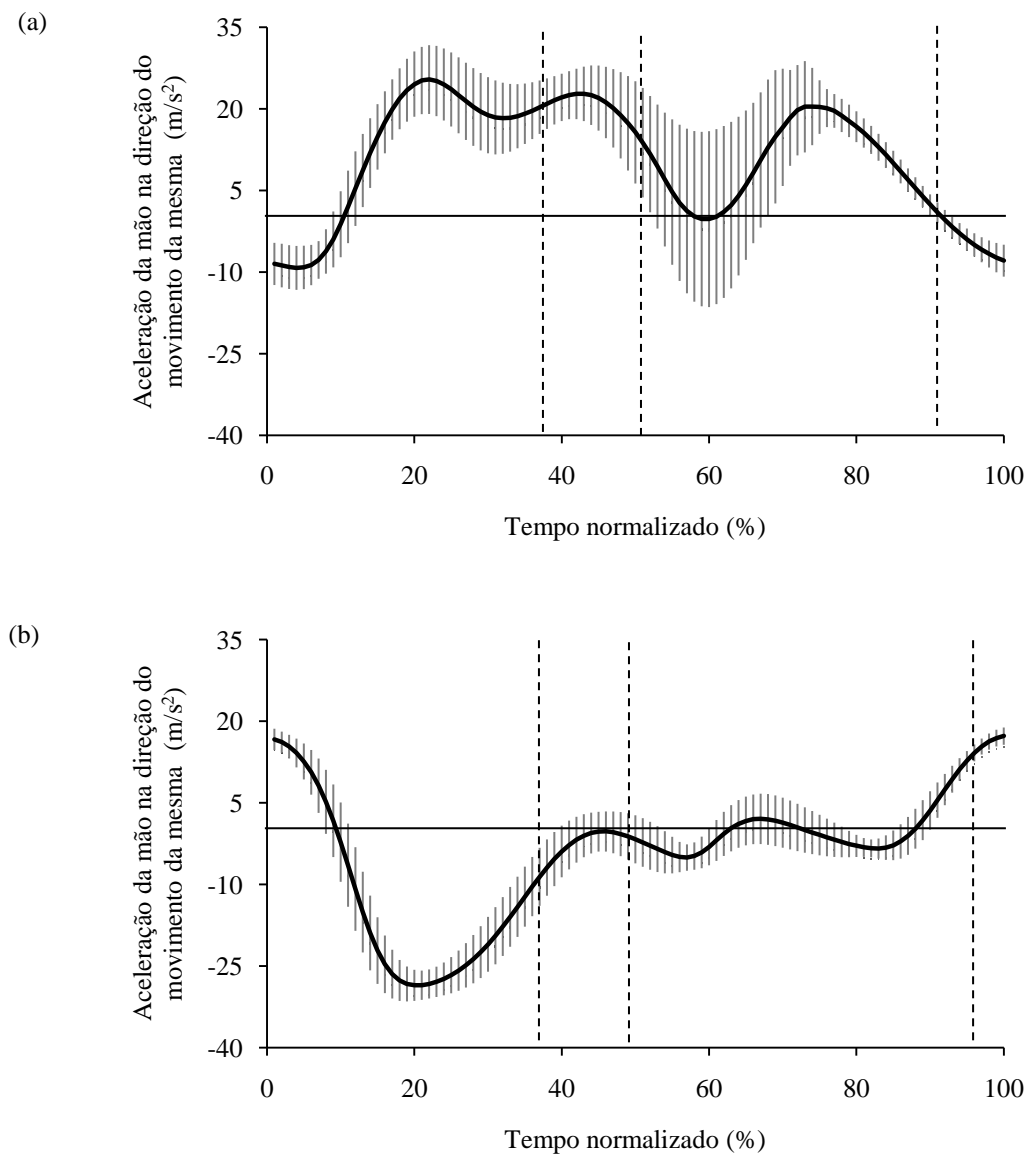 (a)
Aceleração da mão na direção do
movimento da mesma (m/s²)
35
20
5
-10
-25
-40
0 20 40 60 80 100
Tempo normalizado (%)
(b)
Aceleração da mão na direção do
movimento da mesma (m/s²)
35
20
5
-10
-25
-40
0 20 40 60 80 100
Tempo normalizado (%)